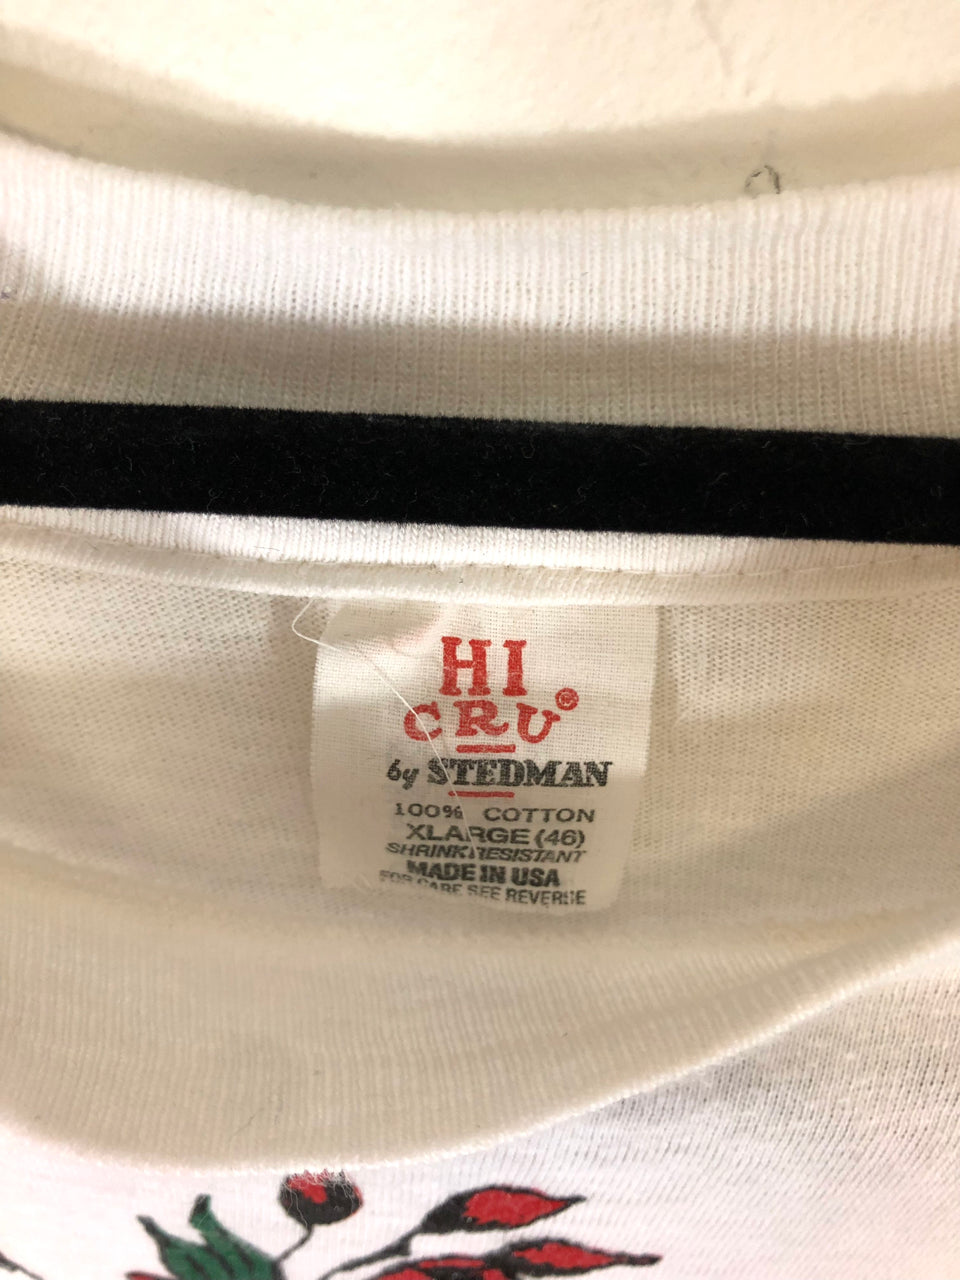 HI
CRU©
by STEDMAN
100% COTTON
XLARGE (46)
SHRINK RESISTANT
MADE IN USA
FOR CARE SEE REVERSE